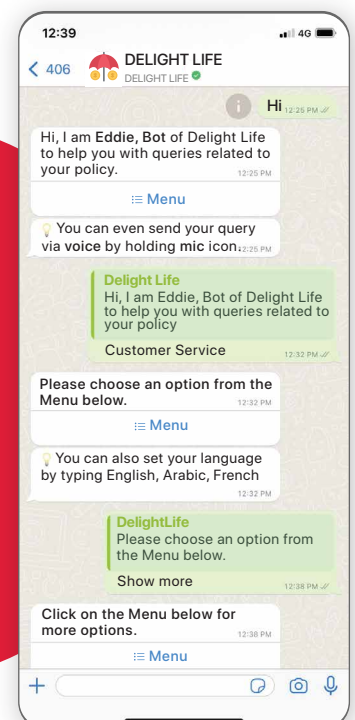 12:39
4G
406
DELIGHT LIFE
DELIGHT LIFE
Hi 12:25 PM
Hi, I am Eddie, Bot of Delight Life
to help you with queries related to
your policy.
12:25 PM
Menu
You can even send your query
via voice by holding mic icon. 12:25 PM
Delight Life
Hi, I am Eddie, Bot of Delight Life
to help you with queries related to
your policy
Customer Service
12:32 PM
Please choose an option from the
Menu below.
12:32 PM
Menu
You can also set your language
by typing English, Arabic, French
12:32 PM
DelightLife
Please choose an option from
the Menu below.
Show more
12:38 PM
Click on the Menu below for
more options.
12:38 PM
Menu